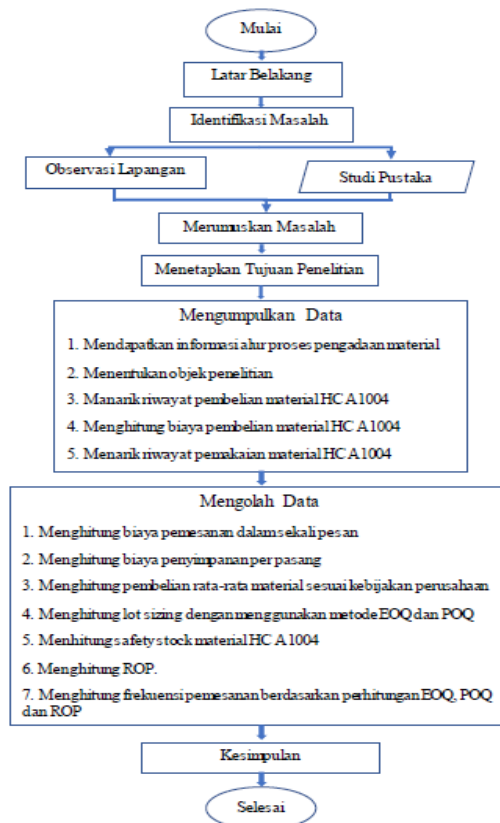 Mulai
Latar Belakang
Identifikasi Masalah
Observasi Lapangan
Studi Pustaka
Merumuskan Masalah
Menetapkan Tujuan Penelitian
Mengumpulkan Data
1. Mendapatkan informasi alur proses pengadaan material
2. Menentukan objek penelitian
3. Manarik riwayat pembelian material HC A1004
4. Menghitung biaya pembelian material HC A1004
5. Menarik riwayat pemakaian material HC A1004
Mengolah Data
1. Menghitung biaya pemesanan dalam sekali pesan
2. Menghitung biaya penyimpanan per pasang
3. Menghitung pembelian rata-rata material sesuai kebijakan perusahaan
4. Menghitung lot sizing dengan menggunakan metode EOQ dan POQ
5. Menhitung safety stock material HC A1004
6. Menghitung ROP.
7. Menghitung frekuensi pemesanan berdasarkan perhitungan EOQ, POQ
dan ROP
Kesimpulan
Selesai